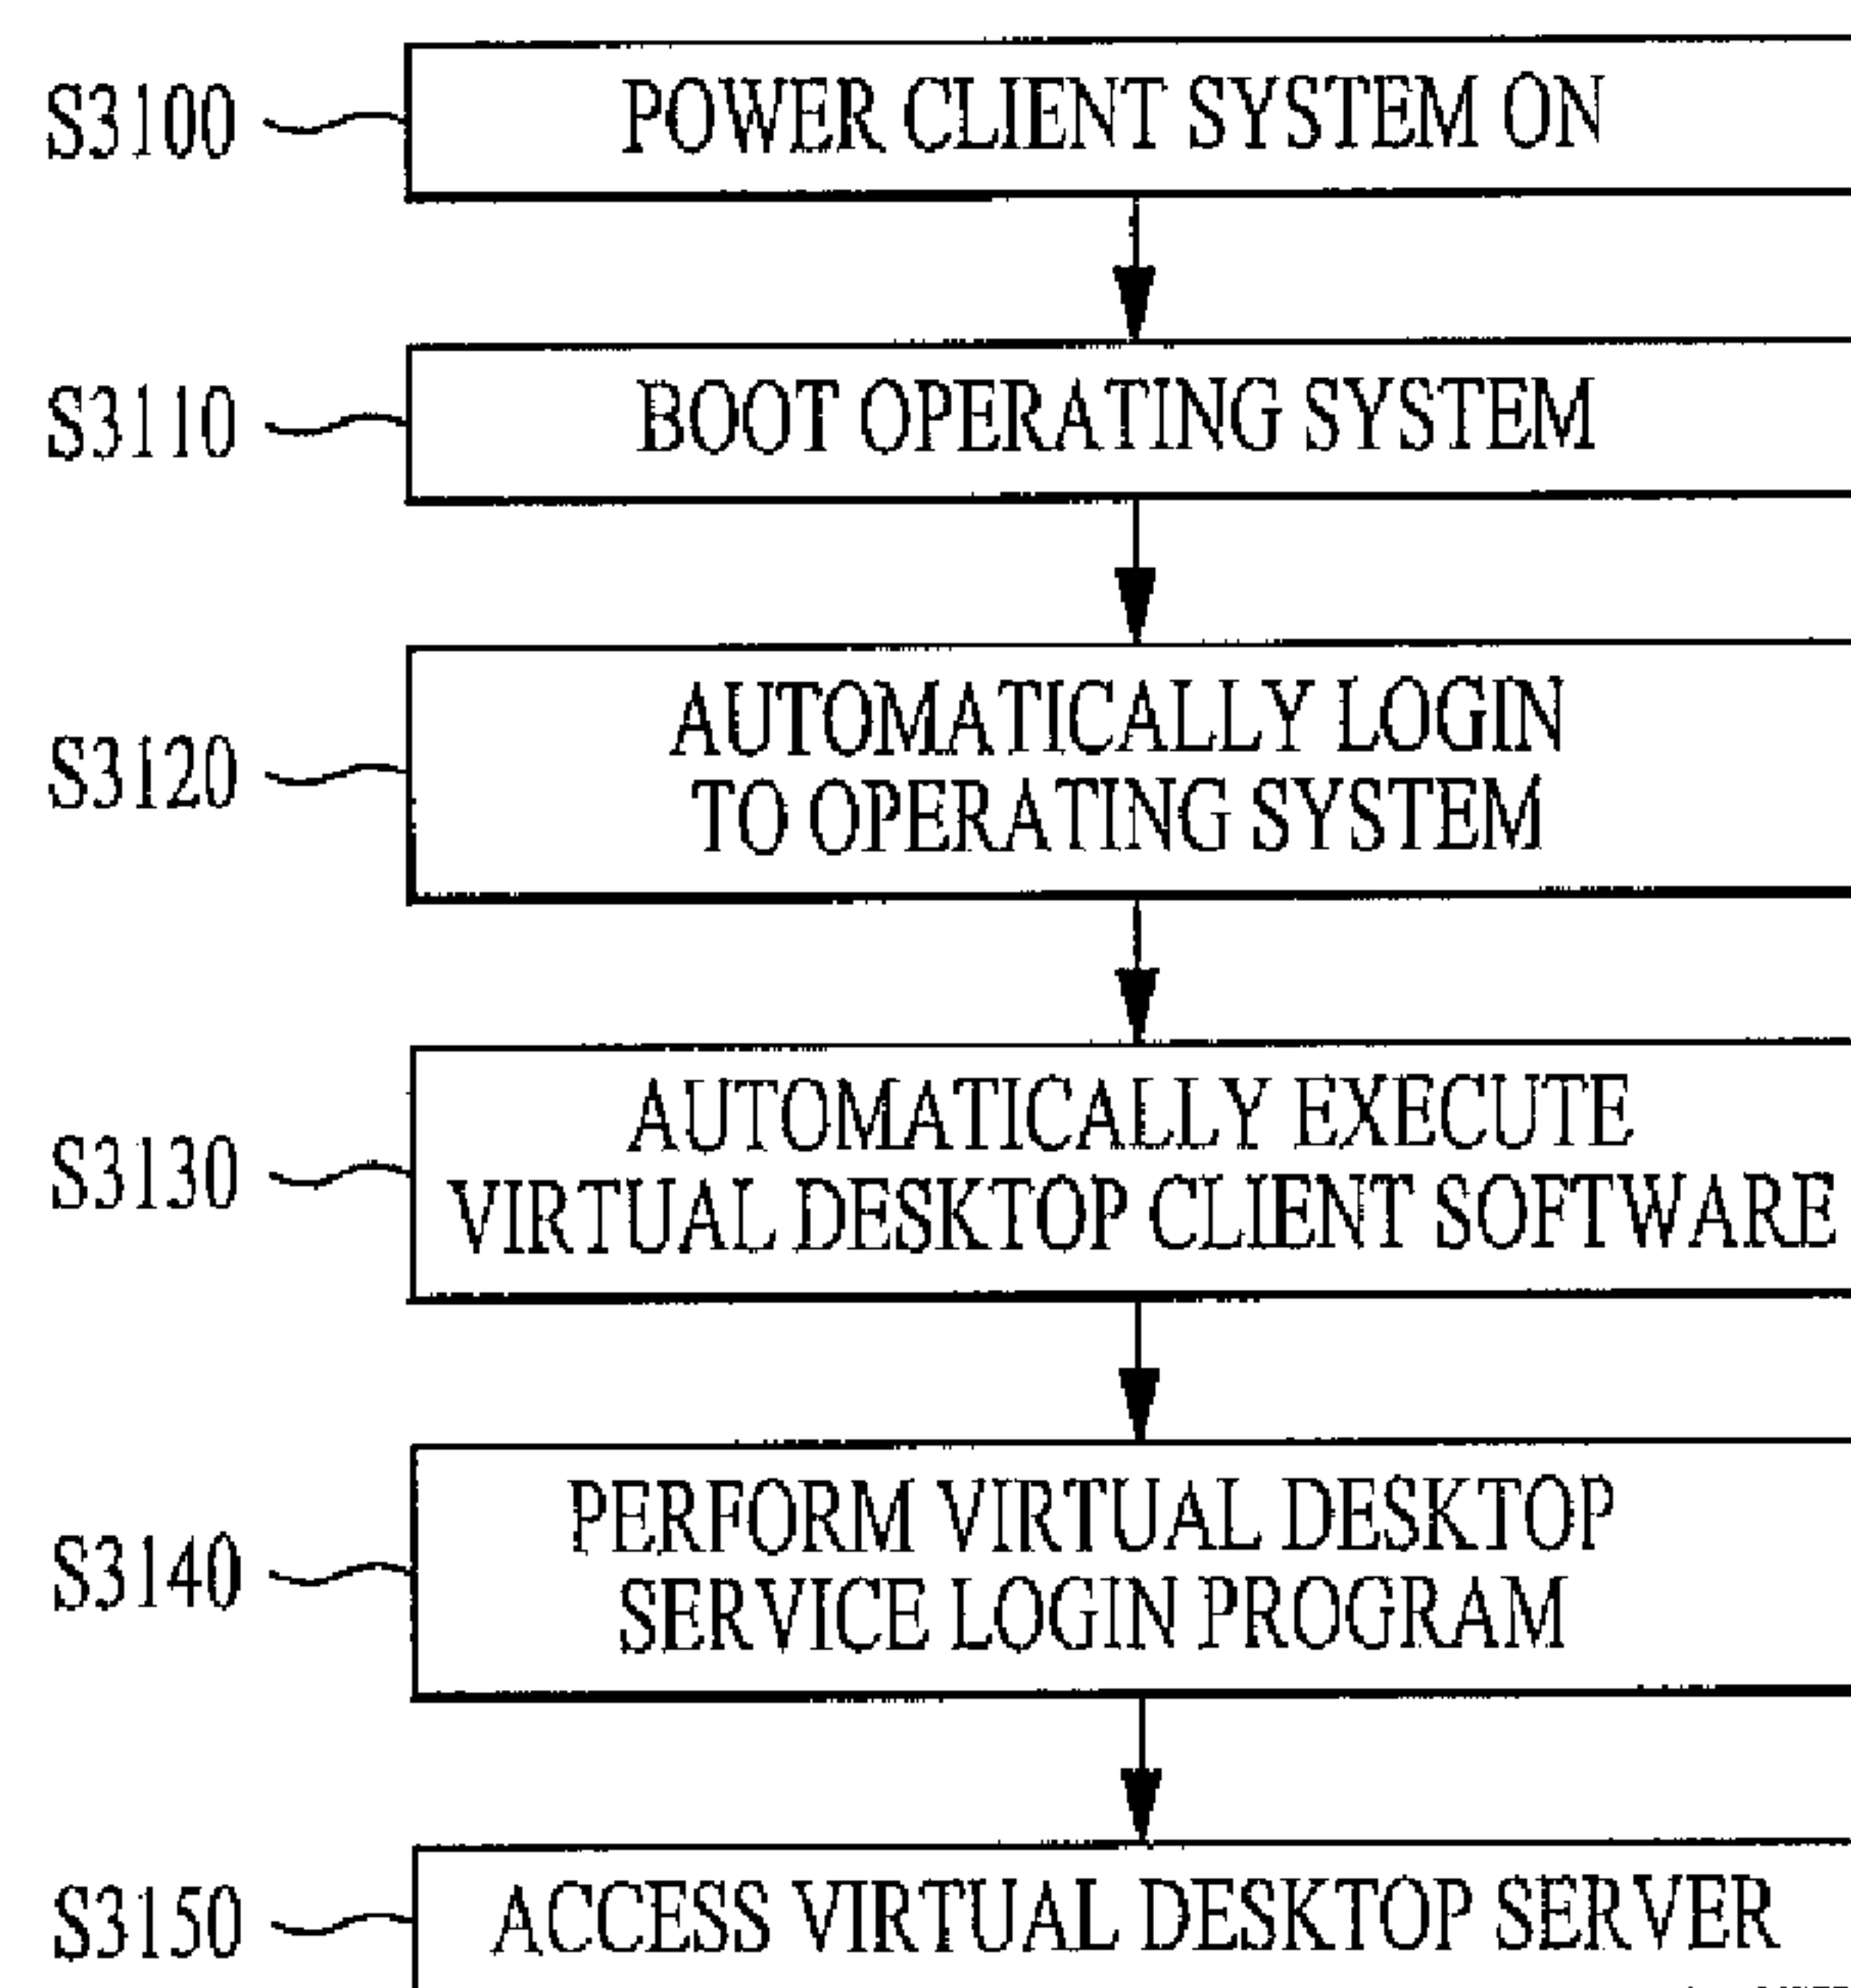 S3100 POWER CLIENT SYSTEM ON
S3110 BOOT OPERATING SYSTEM
S3120 AUTOMATICALLY LOGIN
TO OPERATING SYSTEM
S3130 AUTOMATICALLY EXECUTE
VIRTUAL DESKTOP CLIENT SOFTWARE
S3140 PERFORM VIRTUAL DESKTOP
SERVICE LOGIN PROGRAM
S3150 ACCESS VIRTUAL DESKTOP SERVER